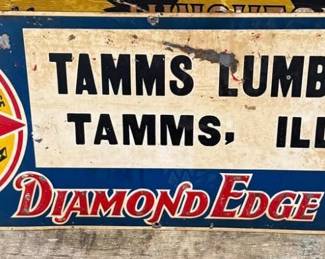 TAMMS LUMB
TAMMS, ILL
DIAMOND EDGE